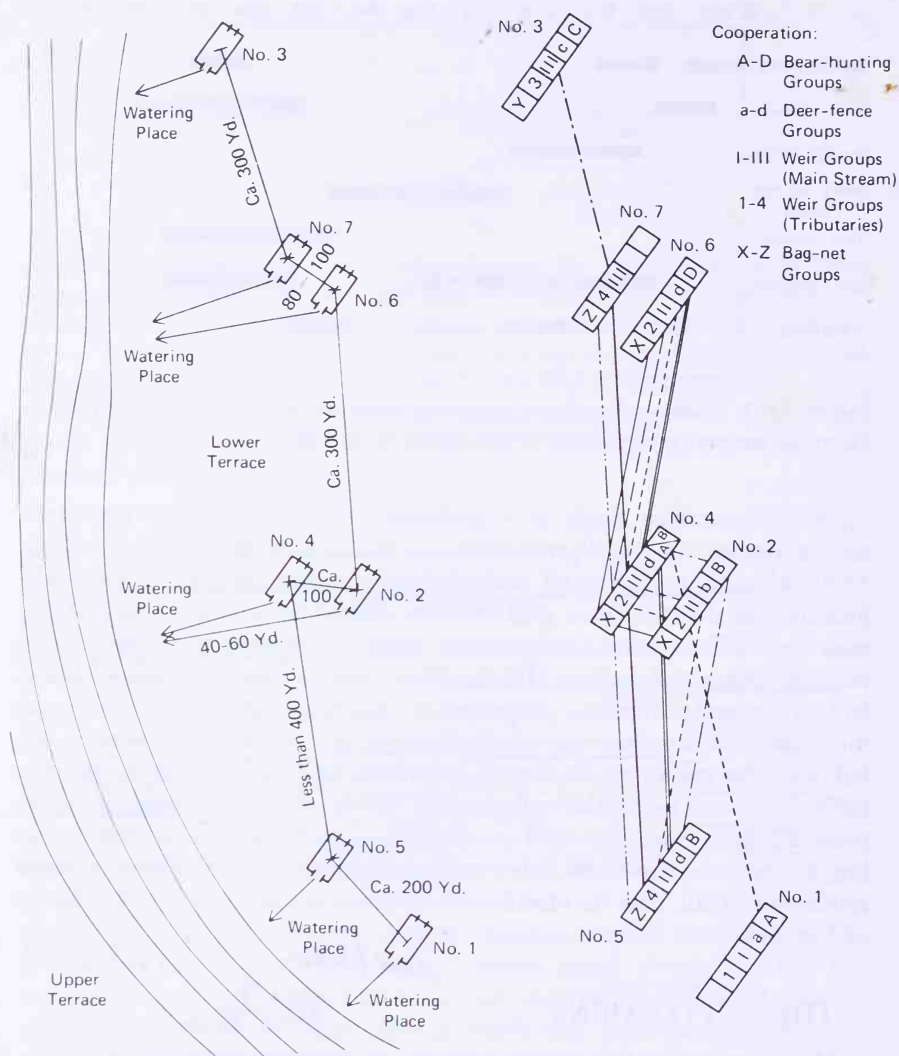 No. 3
Watering
Place
Ca. 300 Yd.
No. 7
100
80
No. 6
Watering
Place
Lower
Terrace
Ca. 300 Yd.
No. 4
Ca.
100
No. 2
Watering
Place
40-60 Yd.
Less than 400 Yd.
No. 5
Ca. 200 Yd.
Watering
Place
No. 1
Upper
Terrace
Watering
Place
No. 3
Y 3 III c C
No. 7
Z 4 III
No. 6
X 2 II d D
No. 4
X 2 II d A B
No. 2
X 2 II b B
No. 5
Z 4 II d B
No. 1
1 I a A
Cooperation:
A-D Bear-hunting
Groups
a-d Deer-fence
Groups
I-III Weir Groups
(Main Stream)
1-4 Weir Groups
(Tributaries)
X-Z Bag-net
Groups